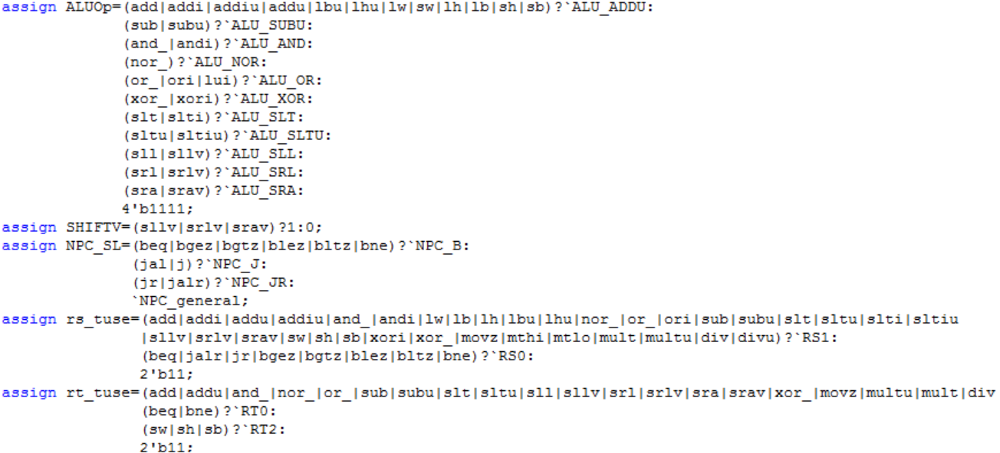 assign ALUOp=(add|addi|addiu|addu|lbu|lhu|lw|sw|lh|lb|sh|sb)?`ALU_ADDU:
(sub|subu)?`ALU_SUBU:
(and_|andi)?`ALU_AND:
(nor_)?`ALU_NOR:
(or_|ori|lui)?`ALU_OR:
(xor_|xori)?`ALU_XOR:
(slt|slti)?`ALU_SLT:
(sltu|sltiu)?`ALU_SLTU:
(sll|sllv)?`ALU_SLL:
(srl|srlv)?`ALU_SRL:
(sra|srav)?`ALU_SRA:
4'b1111;
assign SHIFTV=(sllv|srlv|srav)?1:0;
assign NPC_SL=(beq|bgez|bgtz|blez|bltz|bne)?`NPC_B:
(jal|j)?`NPC_J:
(jr|jalr)?`NPC_JR:
`NPC_general;
assign rs_tuse=(add|addi|addu|addiu|and_|andi|lw|lb|lh|lbu|lhu|nor_|or_|ori|sub|subu|slt|sltu|slti|sltiu
|sllv|srlv|srav|sw|sh|sb|xori|xor_|movz|mthi|mtlo|mult|multu|div|divu)?`RS1:
(beq|jalr|jr|bgez|bgtz|blez|bltz|bne)?`RS0:
2'b11;
assign rt_tuse=(add|addu|and_|nor_|or_|sub|subu|slt|sltu|sll|sllv|srl|srlv|sra|srav|xor_|movz|multu|mult|div
(beq|bne)?`RT0:
(sw|sh|sb)?`RT2:
2'b11;